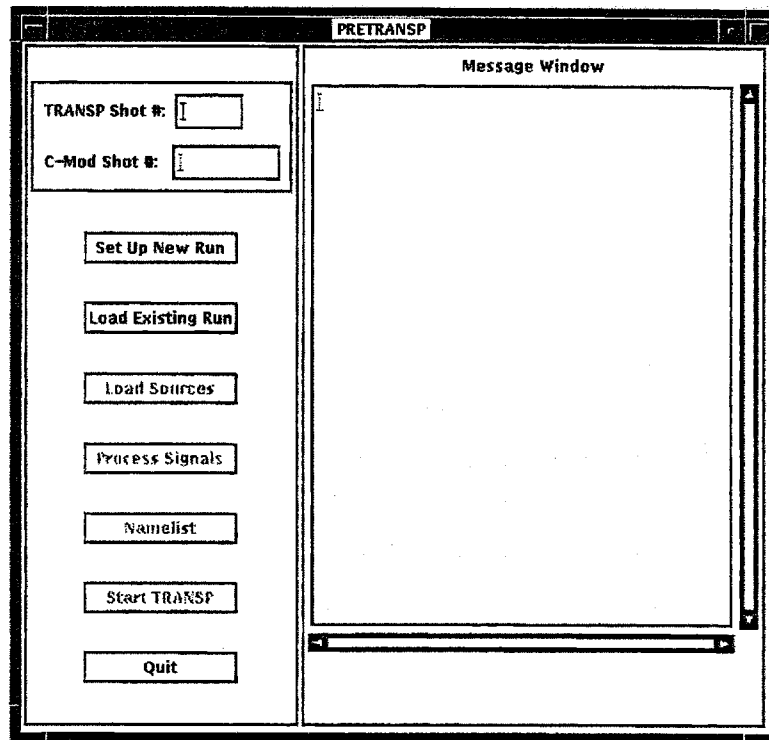 PRETRANSP
Message Window
TRANSP Shot #:
C-Mod Shot #:
Set Up New Run
Load Existing Run
Load Sources
Process Signals
Namelist
Start TRANSP
Quit